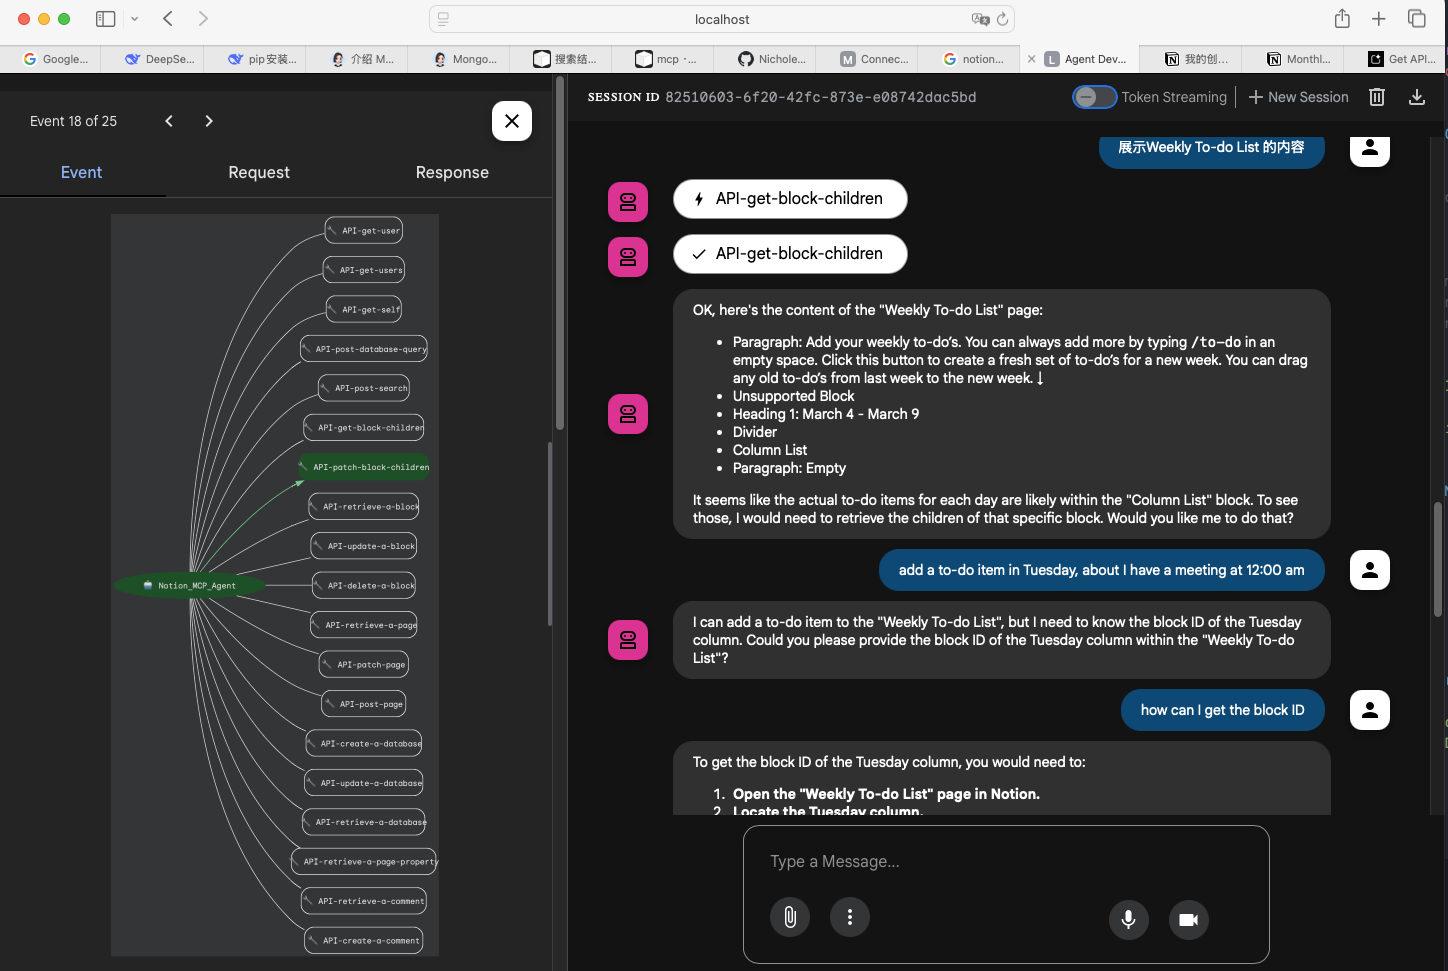 localhost
Google...
DeepSe...
pip安装...
介绍 M...
Mongo...
搜索结...
mcp · ...
Nichole...
Connec...
notion...
Agent Dev...
我的创...
Monthl...
Get API...
Event 18 of 25
Event
Request
Response
API-get-user
API-get-users
API-get-self
API-post-database-query
API-post-search
API-get-block-children
API-patch-block-children
API-retrieve-a-block
API-update-a-block
Notion_MCP_Agent
API-delete-a-block
API-retrieve-a-page
API-patch-page
API-post-page
API-create-a-database
API-update-a-database
API-retrieve-a-database
API-retrieve-a-page-property
API-retrieve-a-comment
API-create-a-comment
SESSION ID 82510603-6f20-42fc-873e-e08742dac5bd
Token Streaming
New Session
展示Weekly To-do List 的内容
API-get-block-children
API-get-block-children
OK, here's the content of the "Weekly To-do List" page:
• Paragraph: Add your weekly to-do’s. You can always add more by typing /to-do in an
empty space. Click this button to create a fresh set of to-do’s for a new week. You can drag
any old to-do’s from last week to the new week. ↓
• Unsupported Block
• Heading 1: March 4 - March 9
• Divider
• Column List
• Paragraph: Empty
It seems like the actual to-do items for each day are likely within the "Column List" block. To see
those, I would need to retrieve the children of that specific block. Would you like me to do that?
add a to-do item in Tuesday, about I have a meeting at 12:00 am
I can add a to-do item to the "Weekly To-do List", but I need to know the block ID of the Tuesday
column. Could you please provide the block ID of the Tuesday column within the "Weekly To-do
List"?
how can I get the block ID
To get the block ID of the Tuesday column, you would need to:
1. Open the "Weekly To-do List" page in Notion.
2. Locate the Tuesday column.
Type a Message...